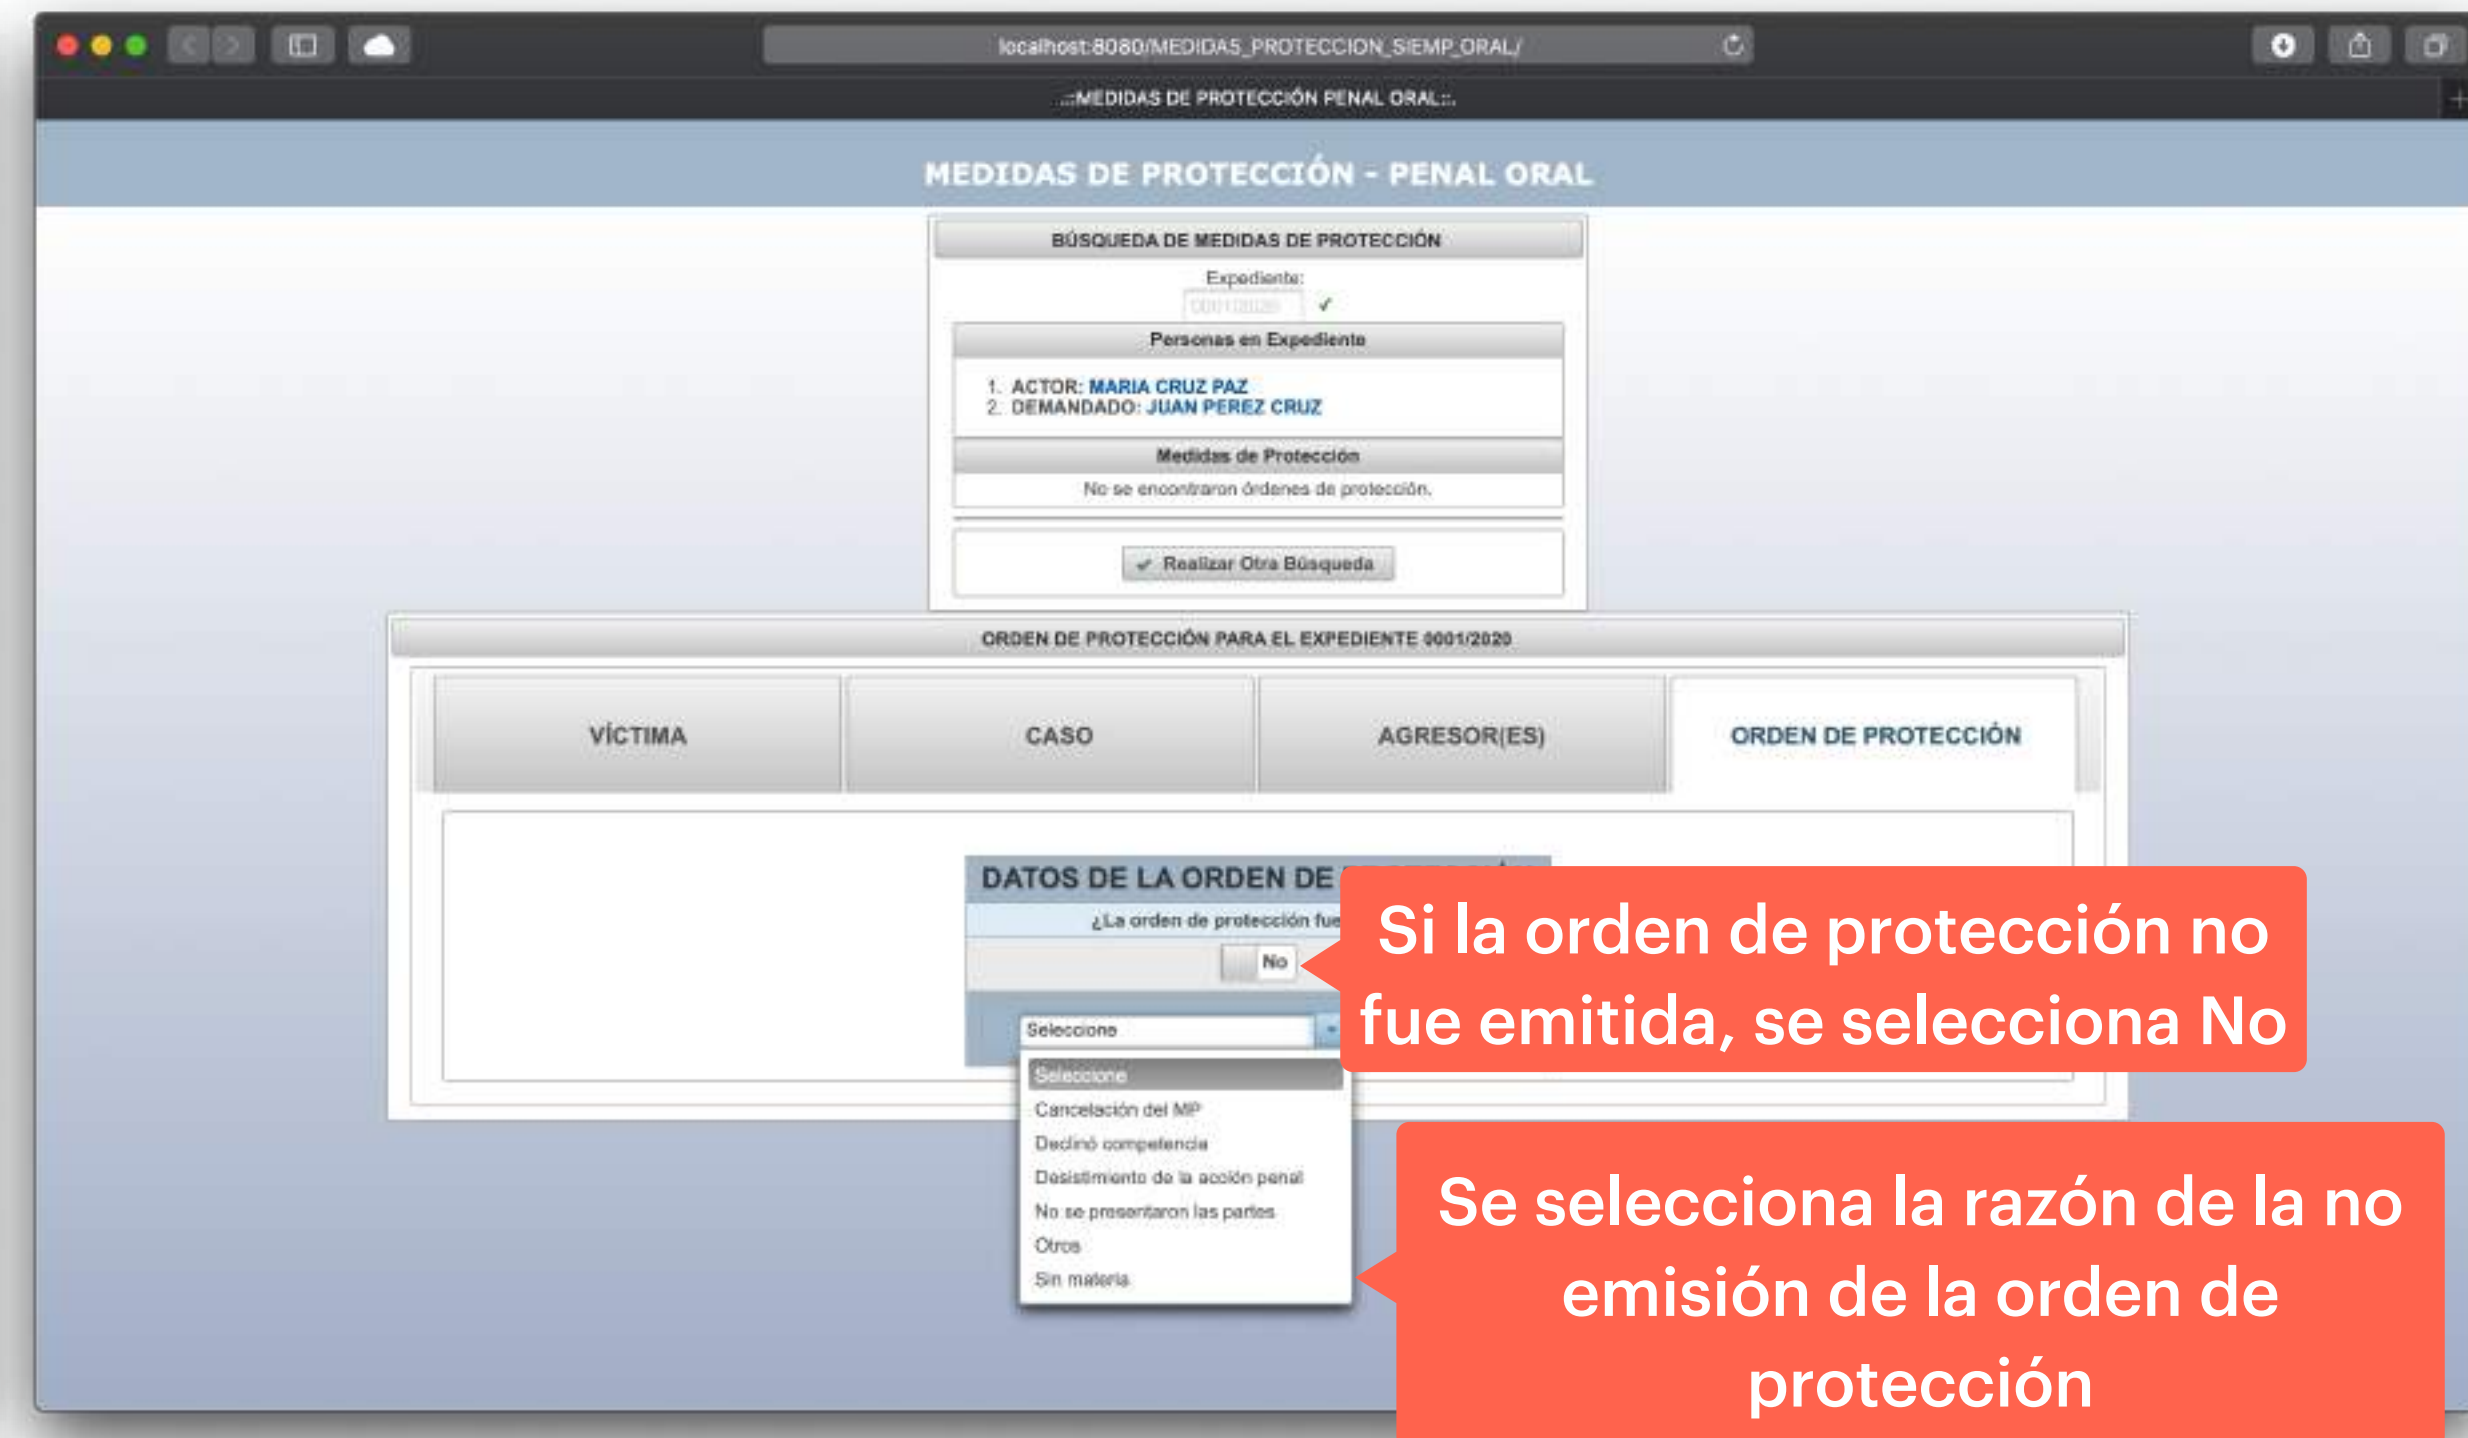 localhost:8080/MEDIDAS_PROTECCION_SIEMP_ORAL/
..::MEDIDAS DE PROTECCIÓN PENAL ORAL::.
MEDIDAS DE PROTECCIÓN - PENAL ORAL
BÚSQUEDA DE MEDIDAS DE PROTECCIÓN
Expediente:
0001/2020
Personas en Expediente
1. ACTOR: MARIA CRUZ PAZ
2. DEMANDADO: JUAN PEREZ CRUZ
Medidas de Protección
No se encontraron órdenes de protección.
Realizar Otra Búsqueda
ORDEN DE PROTECCIÓN PARA EL EXPEDIENTE 0001/2020
VÍCTIMA
CASO
AGRESOR(ES)
ORDEN DE PROTECCIÓN
DATOS DE LA ORDEN DE
¿La orden de protección fue
No
Si la orden de protección no
fue emitida, se selecciona No
Seleccione
Seleccione
Cancelación del MP
Declinó competencia
Desistimiento de la acción penal
No se presentaron las partes
Otros
Sin materia
Se selecciona la razón de la no
emisión de la orden de
protección